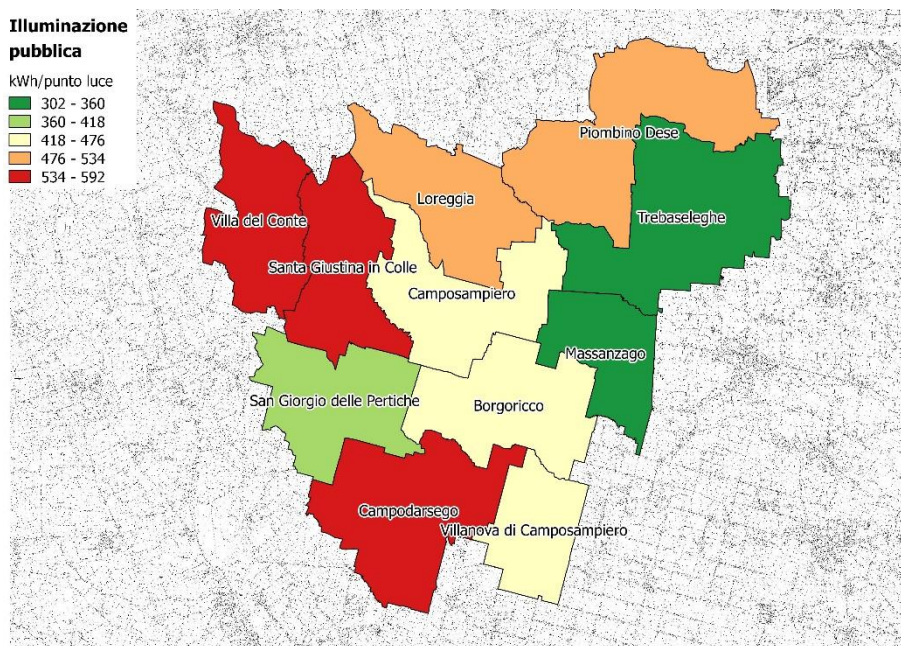 Illuminazione
pubblica
kWh/punto luce
302 - 360
360 - 418
418 - 476
476 - 534
534 - 592
Piombino Dese
Loreggia
Trebaseleghe
Villa del Conte
Santa Giustina in Colle
Camposampiero
Massanzago
San Giorgio delle Pertiche
Borgoricco
Campodarsego
Villanova di Camposampiero